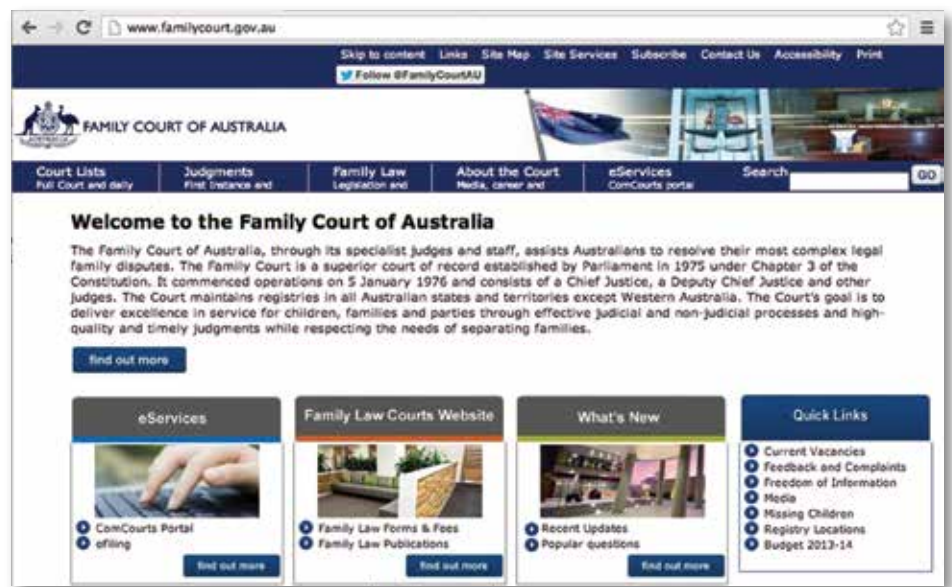 www.familycourt.gov.au
Skip to content Links Site Map Site Services Subscribe Contact Us Accessibility Print
Follow @FamilyCourtAU
FAMILY COURT OF AUSTRALIA
Court Lists Judgments Family Law About the Court eServices Search GO
Full Court and daily First Instance and Legislation and Media, career and ComCourts portal
Welcome to the Family Court of Australia
The Family Court of Australia, through its specialist judges and staff, assists Australians to resolve their most complex legal
family disputes. The Family Court is a superior court of record established by Parliament in 1975 under Chapter 3 of the
Constitution. It commenced operations on 5 January 1976 and consists of a Chief Justice, a Deputy Chief Justice and other
judges. The Court maintains registries in all Australian states and territories except Western Australia. The Court's goal is to
deliver excellence in service for children, families and parties through effective judicial and non-judicial processes and high-
quality and timely judgments while respecting the needs of separating families.
find out more
eServices
ComCourts Portal
efiling
find out more
Family Law Courts Website
Family Law Forms & Fees
Family Law Publications
find out more
What's New
Recent Updates
Popular questions
find out more
Quick Links
Current Vacancies
Feedback and Complaints
Freedom of Information
Media
Missing Children
Registry Locations
Budget 2013-14